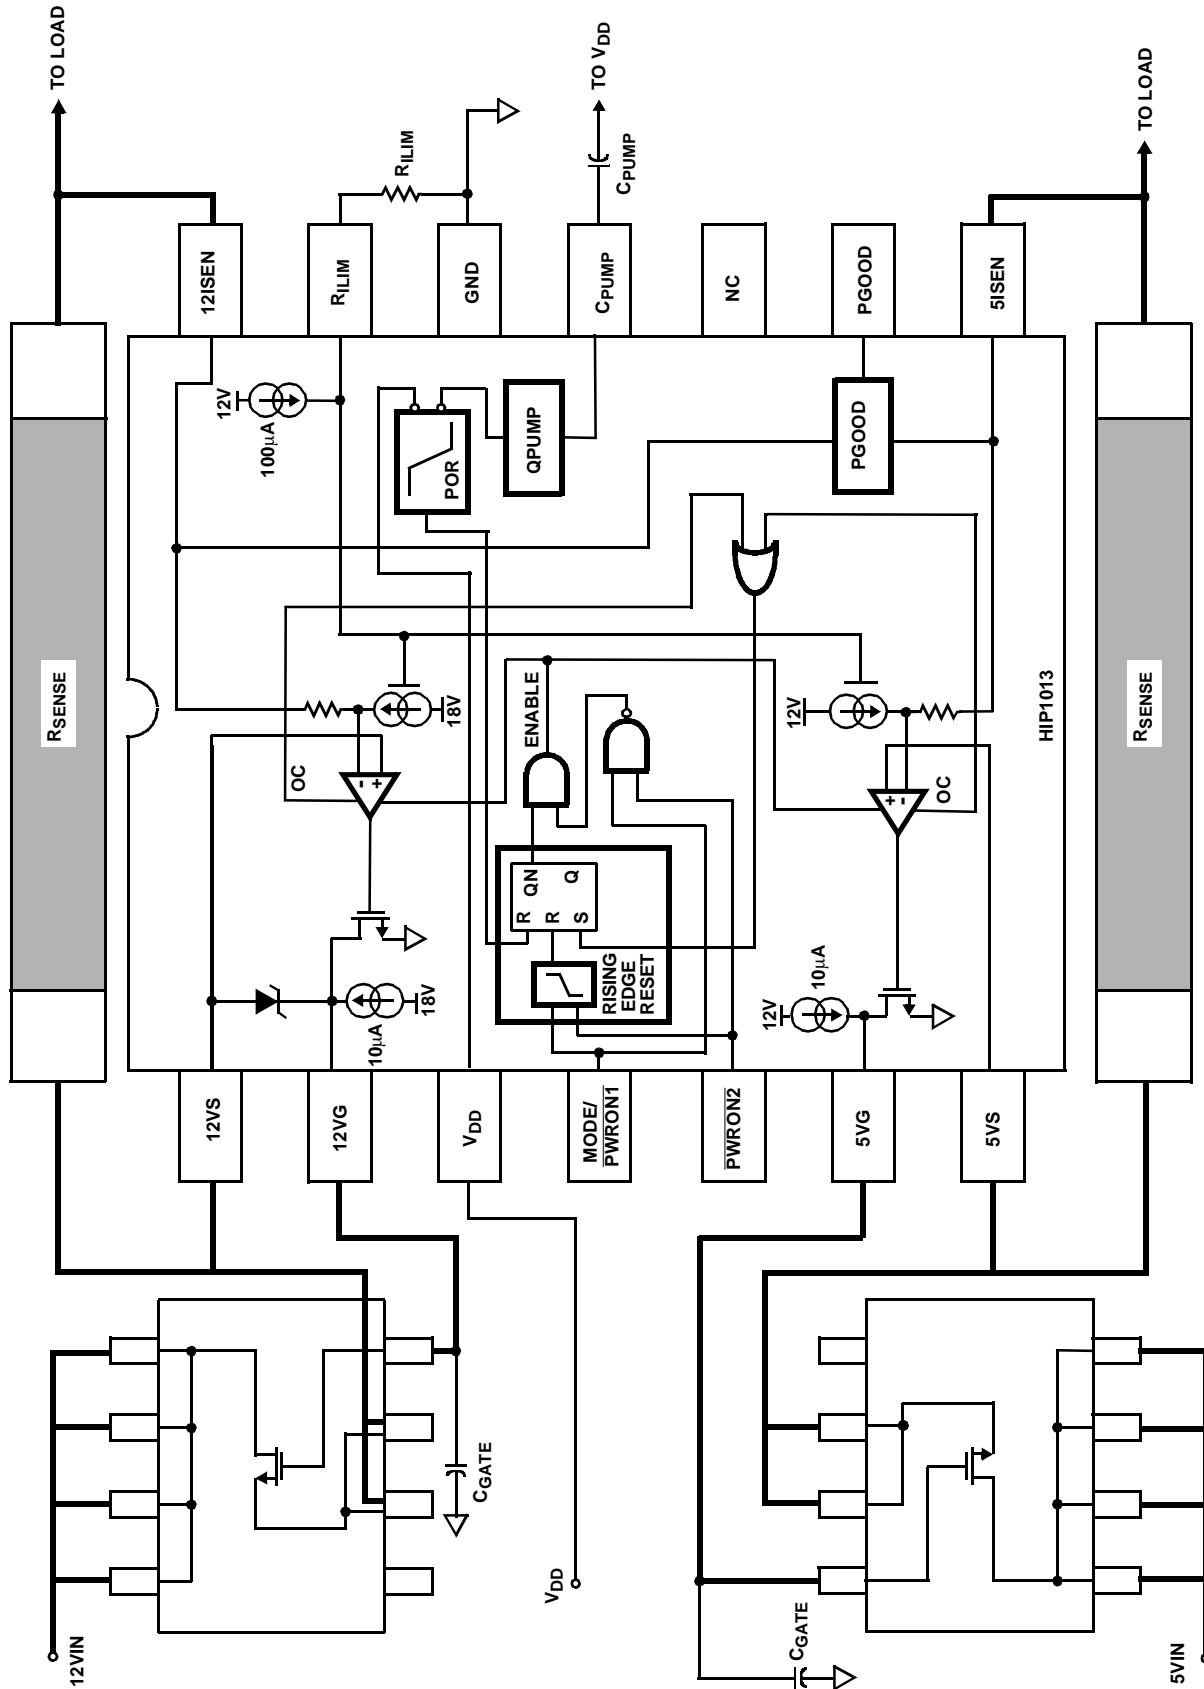 12VIN
RSENSE
TO LOAD
12VS
12ISEN
12VG
10µA
18V
OC
-
+
18V
12V
100µA
RILIM
RILIM
CGATE
VDD
POR
GND
VDD
MODE/
PWRON1
RISING
EDGE
RESET
R
R
S
QN
Q
ENABLE
QPUMP
CPUMP
CPUMP
TO VDD
PWRON2
NC
CGATE
5VG
12V
10µA
12V
PGOOD
PGOOD
+
-
OC
5VS
5ISEN
HIP1013
5VIN
RSENSE
TO LOAD